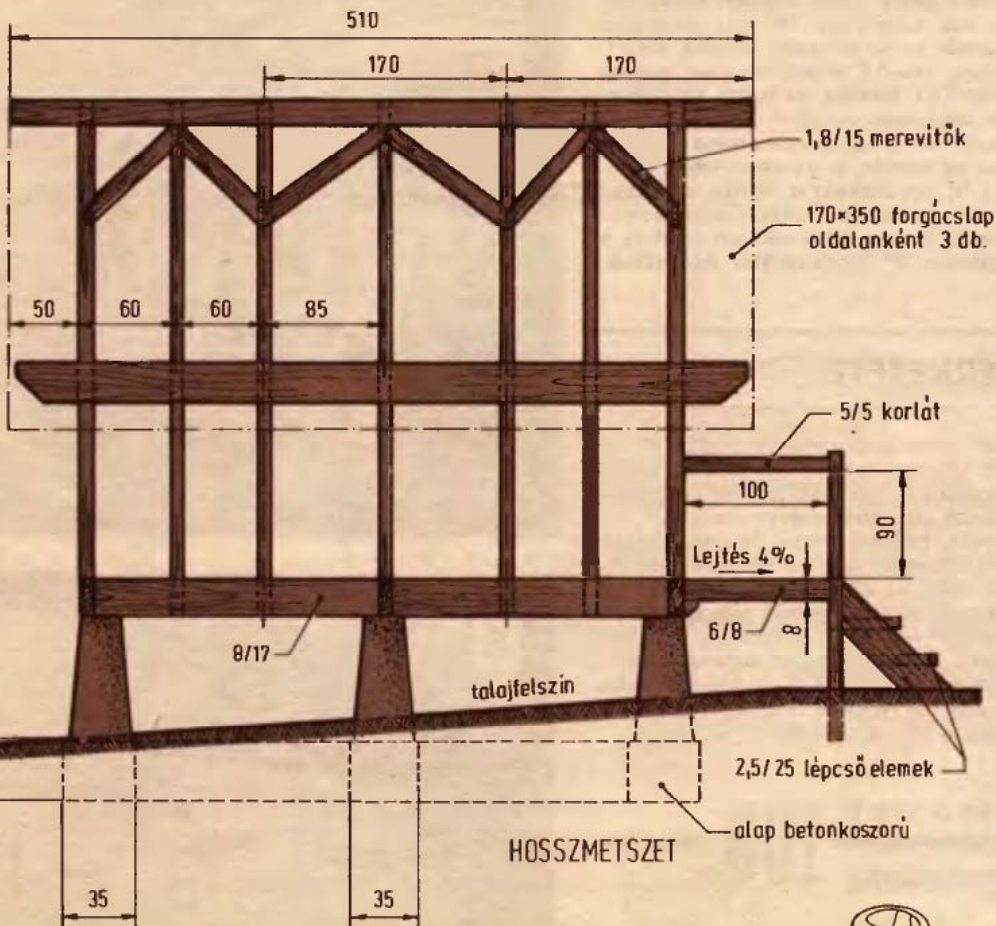 510
170
170
1,8/15 merevítők
170×350 forgácslap
oldalanként 3 db.
50
60
60
85
5/5 korlát
100
90
Lejtés 4%
6/8
8
8/17
talajfelszín
2,5/25 lépcsőelemek
alap betonkoszorú
HOSSZMETSZET
35
35